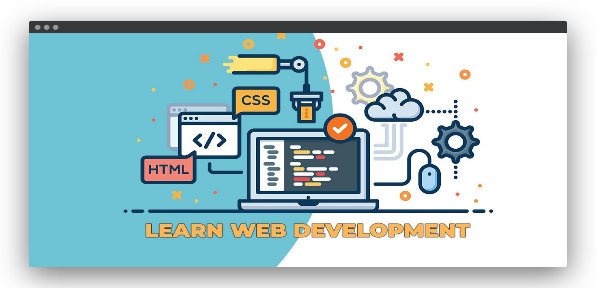 CSS
</>
HTML
LEARN WEB DEVELOPMENT